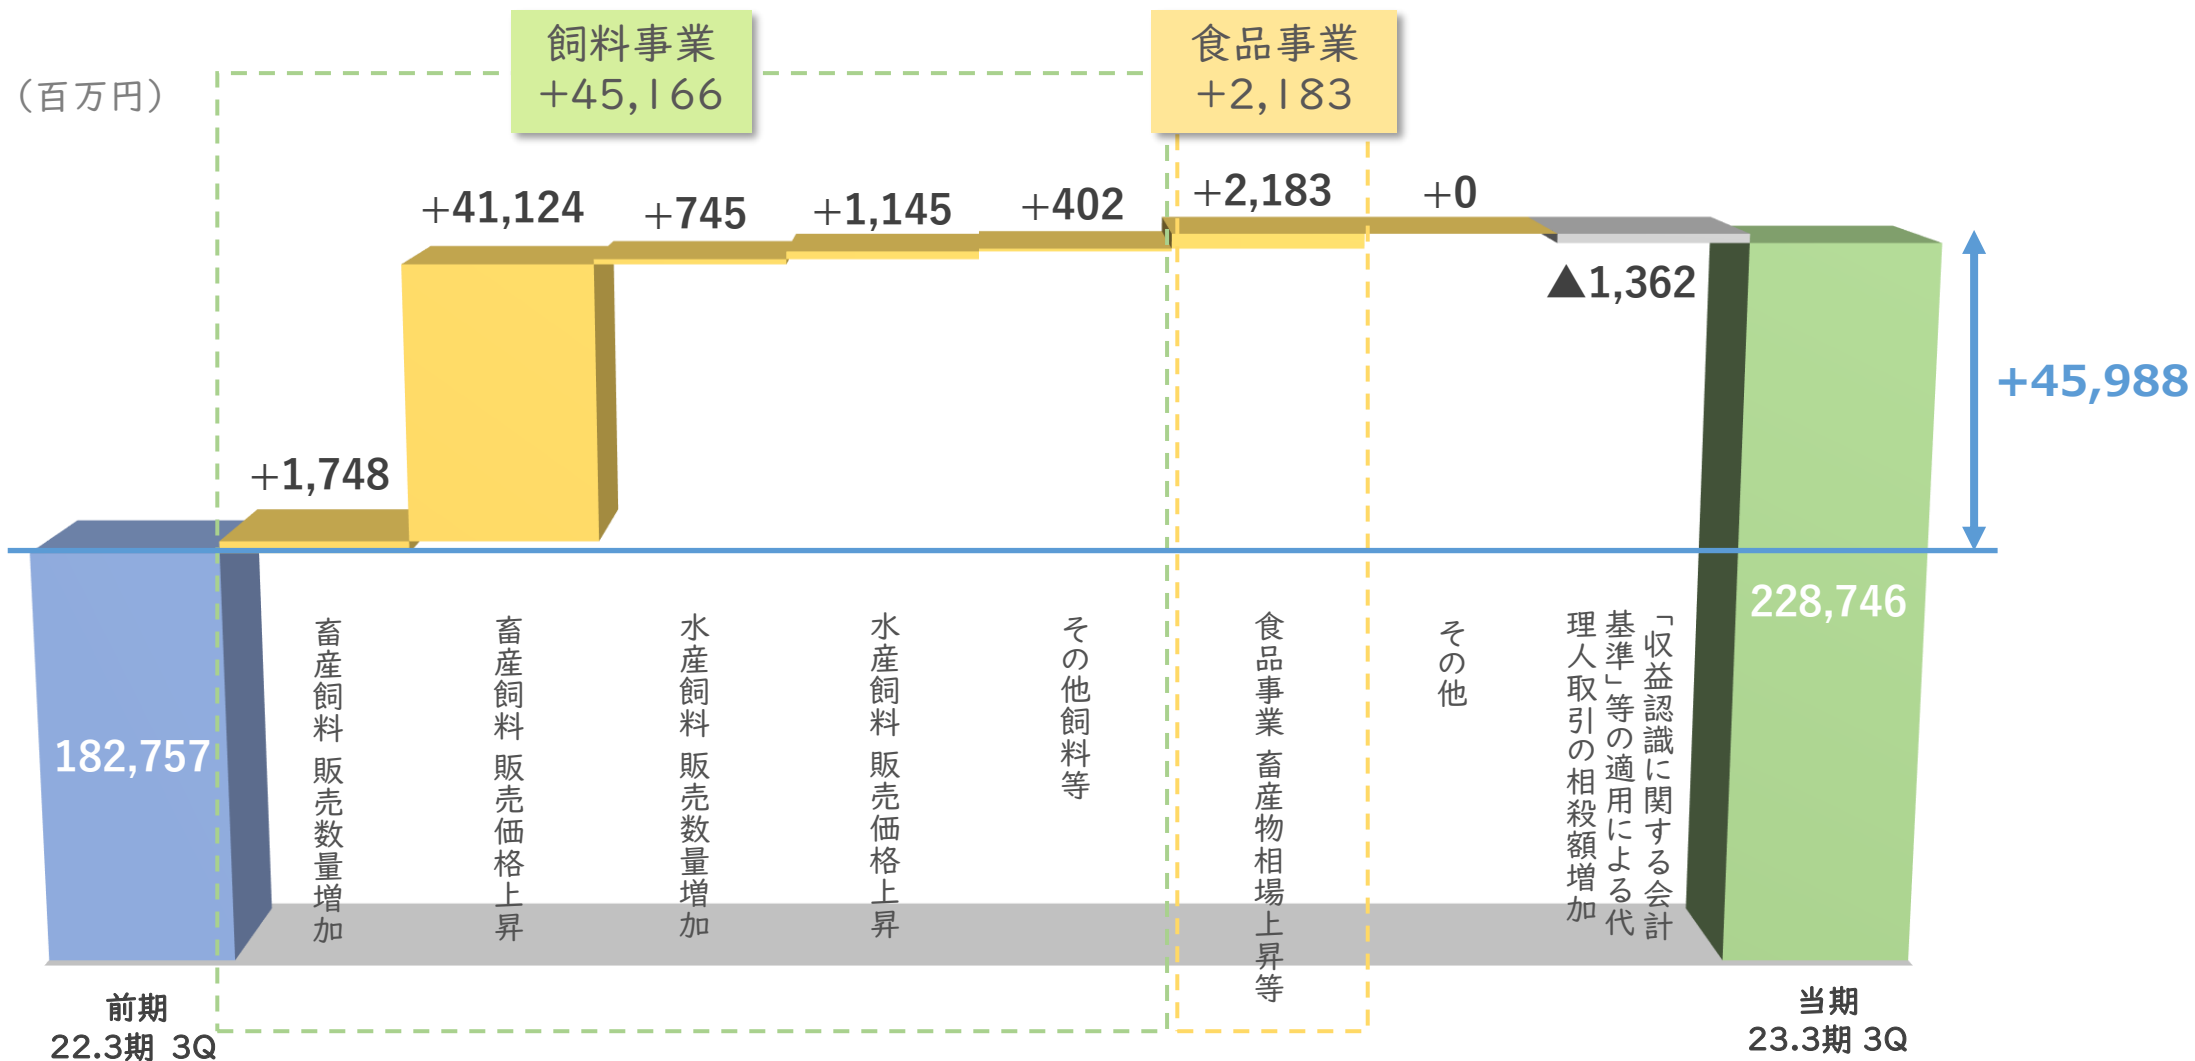 飼料事業
+45,166
食品事業
+2,183
（百万円）
+1,748
+41,124
+745
+1,145
+402
+2,183
+0
▲1,362
+45,988
182,757
228,746
畜産飼料 販売数量増加
畜産飼料 販売価格上昇
水産飼料 販売数量増加
水産飼料 販売価格上昇
その他飼料等
食品事業 畜産物相場上昇等
その他
「収益認識に関する会計
基準」等の適用による代
理人取引の相殺額増加
前期
22.3期 3Q
当期
23.3期 3Q